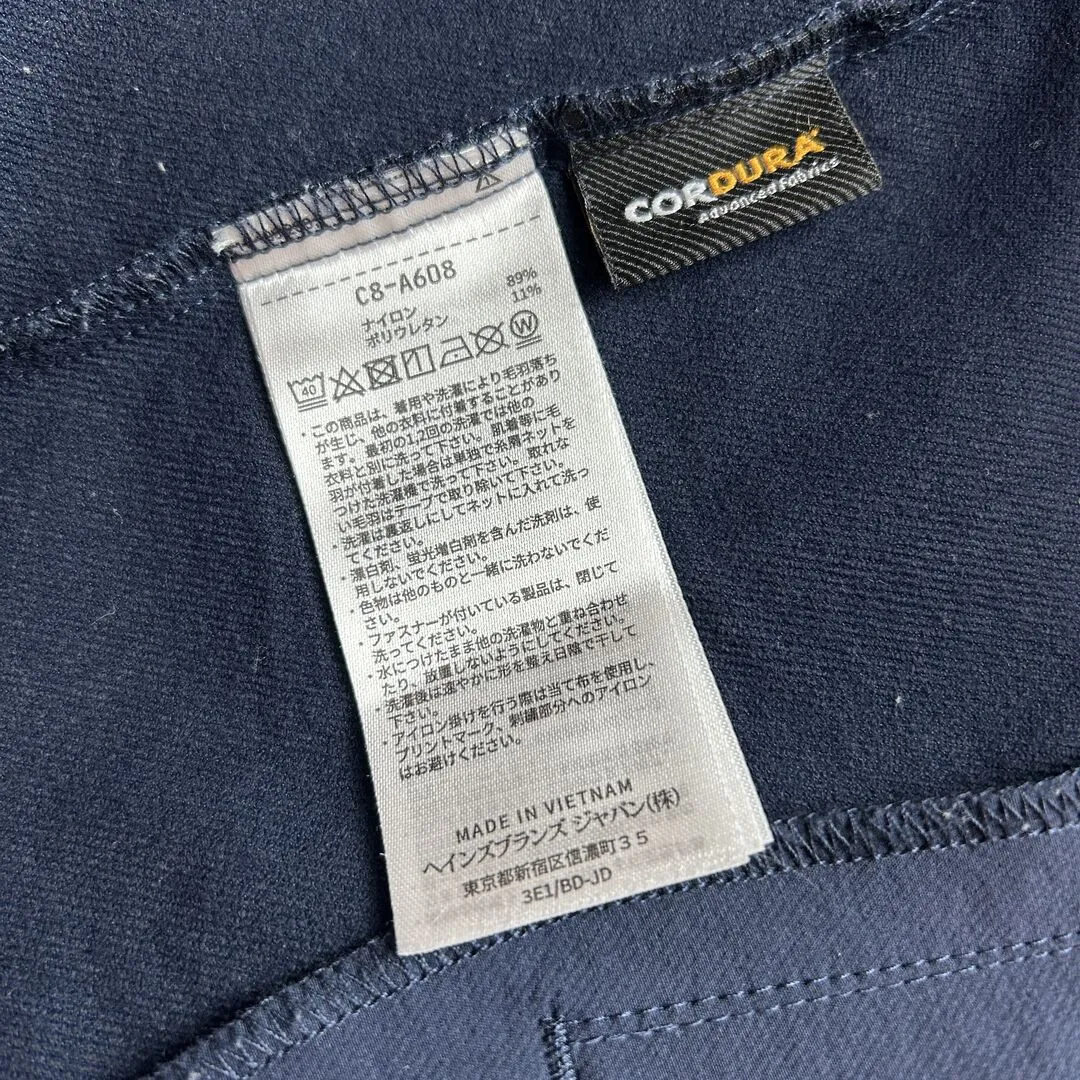 CORDURA
Advanced Fabrics
C8-A608
ナイロン 89%
ポリウレタン 11%
40 W
・この商品は、着用や洗濯により毛羽落ち
が生じ、他の衣料に付着することがあり
ます。最初の1,2回の洗濯では他の
衣料と別に洗って下さい。肌着等に毛
羽が付着した場合は単独で糸屑ネットを
つけた洗濯機で洗って下さい。取れな
い毛羽はテープで取り除いて下さい。
・洗濯は裏返しにしてネットに入れて洗っ
てください。
・漂白剤、蛍光増白剤を含んだ洗剤は、使
用しないでください。
・色物は他のものと一緒に洗わないでくだ
さい。
・ファスナーが付いている製品は、閉じて
洗ってください。
・水につけたまま他の洗濯物と重ね合わせ
たり、放置しないようにしてください。
洗濯後は速やかに形を整え日陰で干して
下さい。
・アイロン掛けを行う際は当て布を使用し、
プリントマーク、刺繍部分へのアイロン
はお避けください。
MADE IN VIETNAM
ヘインズブランズ ジャパン(株)
東京都新宿区信濃町35
3E1/BD-JD